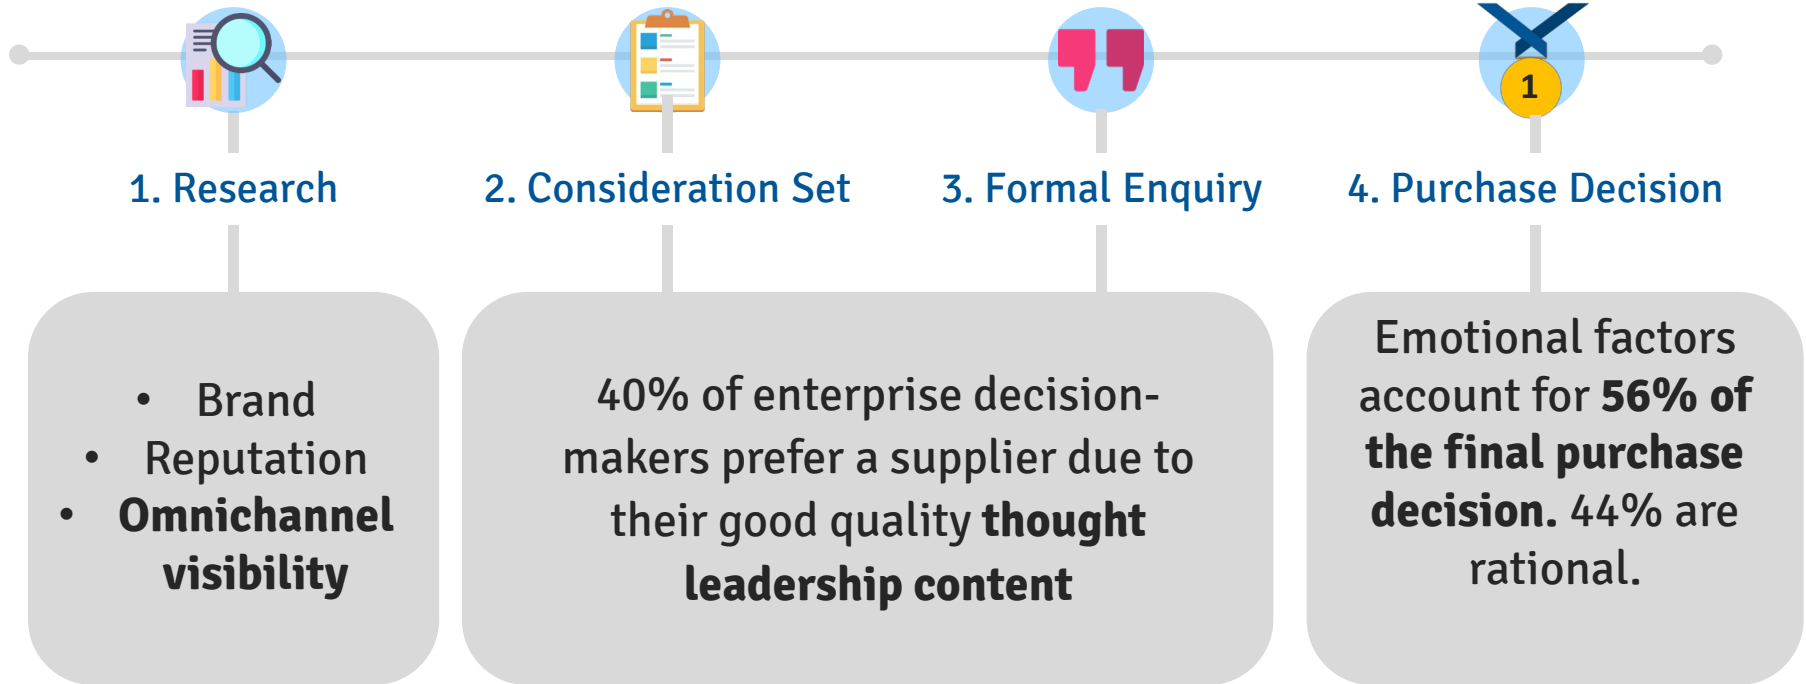 1
1. Research
2. Consideration Set
3. Formal Enquiry
4. Purchase Decision
• Brand
• Reputation
• Omnichannel
visibility
40% of enterprise decision-
makers prefer a supplier due to
their good quality thought
leadership content
Emotional factors
account for 56% of
the final purchase
decision. 44% are
rational.